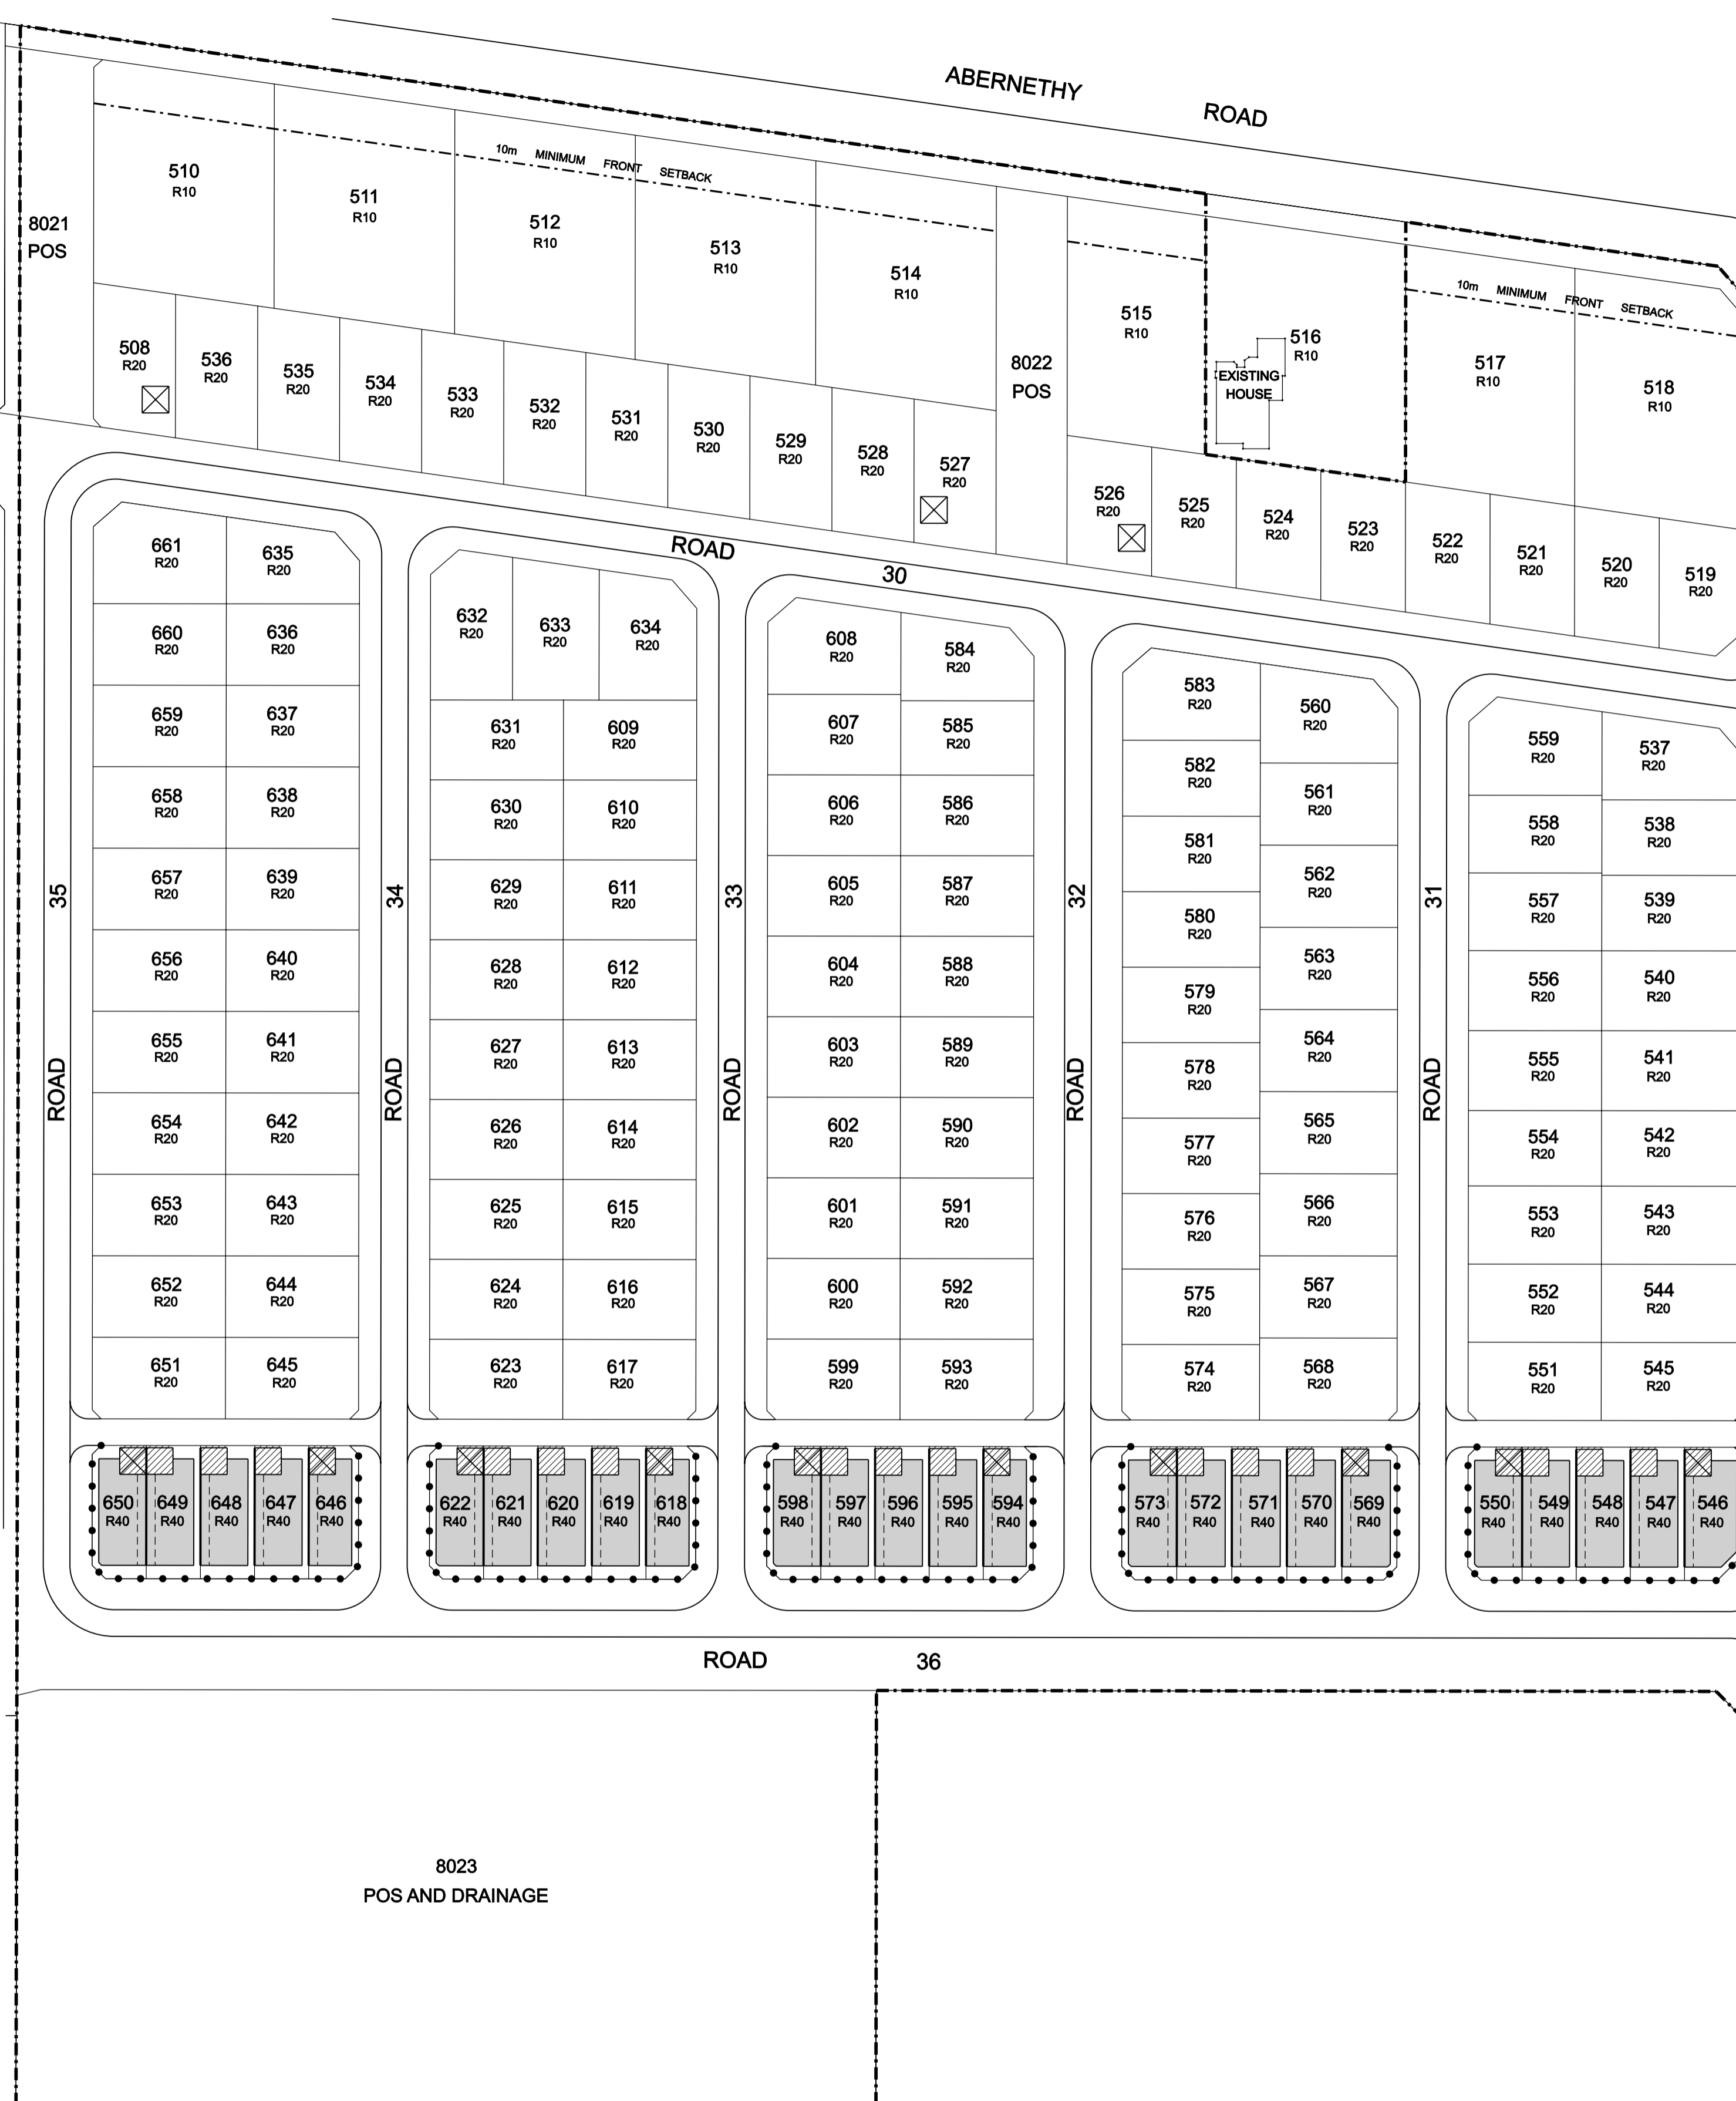 ABERNETHY ROAD
10m MINIMUM FRONT SETBACK
510
R10
511
R10
512
R10
513
R10
514
R10
8021
POS
8022
POS
515
R10
516
R10
EXISTING
HOUSE
10m MINIMUM FRONT SETBACK
517
R10
518
R10
508
R20
536
R20
535
R20
534
R20
533
R20
532
R20
531
R20
530
R20
529
R20
528
R20
527
R20
526
R20
525
R20
524
R20
523
R20
522
R20
521
R20
520
R20
519
R20
ROAD 30
ROAD 35
661
R20
635
R20
660
R20
636
R20
659
R20
637
R20
658
R20
638
R20
657
R20
639
R20
656
R20
640
R20
655
R20
641
R20
654
R20
642
R20
653
R20
643
R20
652
R20
644
R20
651
R20
645
R20
650
R40
649
R40
648
R40
647
R40
646
R40
ROAD 34
632
R20
633
R20
634
R20
631
R20
609
R20
630
R20
610
R20
629
R20
611
R20
628
R20
612
R20
627
R20
613
R20
626
R20
614
R20
625
R20
615
R20
624
R20
616
R20
623
R20
617
R20
622
R40
621
R40
620
R40
619
R40
618
R40
ROAD 33
608
R20
584
R20
607
R20
585
R20
606
R20
586
R20
605
R20
587
R20
604
R20
588
R20
603
R20
589
R20
602
R20
590
R20
601
R20
591
R20
600
R20
592
R20
599
R20
593
R20
598
R40
597
R40
596
R40
595
R40
594
R40
ROAD 32
583
R20
560
R20
582
R20
561
R20
581
R20
562
R20
580
R20
563
R20
579
R20
564
R20
578
R20
565
R20
577
R20
566
R20
576
R20
567
R20
575
R20
568
R20
574
R20
573
R40
572
R40
571
R40
570
R40
569
R40
ROAD 31
559
R20
537
R20
558
R20
538
R20
557
R20
539
R20
556
R20
540
R20
555
R20
541
R20
554
R20
542
R20
553
R20
543
R20
552
R20
544
R20
551
R20
545
R20
550
R40
549
R40
548
R40
547
R40
546
R40
ROAD 36
8023
POS AND DRAINAGE